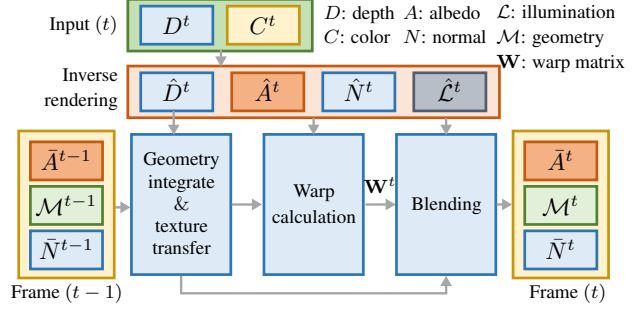 Input (t)
D^t
C^t
D: depth A: albedo ℒ: illumination
C: color N: normal ℳ: geometry
W: warp matrix
Inverse
rendering
D̂^t
Â^t
N̂^t
ℒ̂^t
Ā^{t−1}
ℳ^{t−1}
N̄^{t−1}
Frame (t − 1)
Geometry
integrate
&
texture
transfer
Warp
calculation
W^t
Blending
Ā^t
ℳ^t
N̄^t
Frame (t)